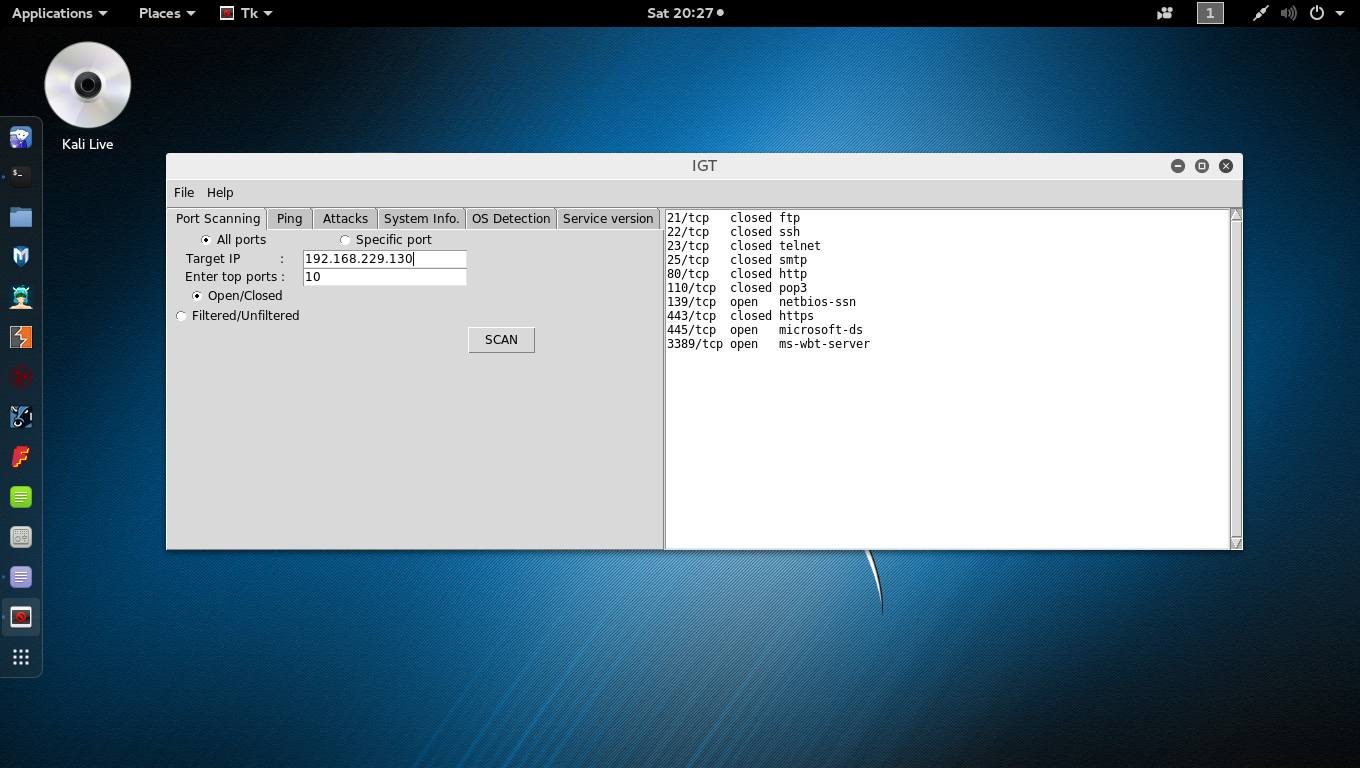 Applications Places Tk Sat 20:27 1
Kali Live
IGT
File Help
Port Scanning Ping Attacks System Info. OS Detection Service version
All ports Specific port
Target IP : 192.168.229.130
Enter top ports : 10
Open/Closed
Filtered/Unfiltered
SCAN
21/tcp closed ftp
22/tcp closed ssh
23/tcp closed telnet
25/tcp closed smtp
80/tcp closed http
110/tcp closed pop3
139/tcp open netbios-ssn
443/tcp closed https
445/tcp open microsoft-ds
3389/tcp open ms-wbt-server